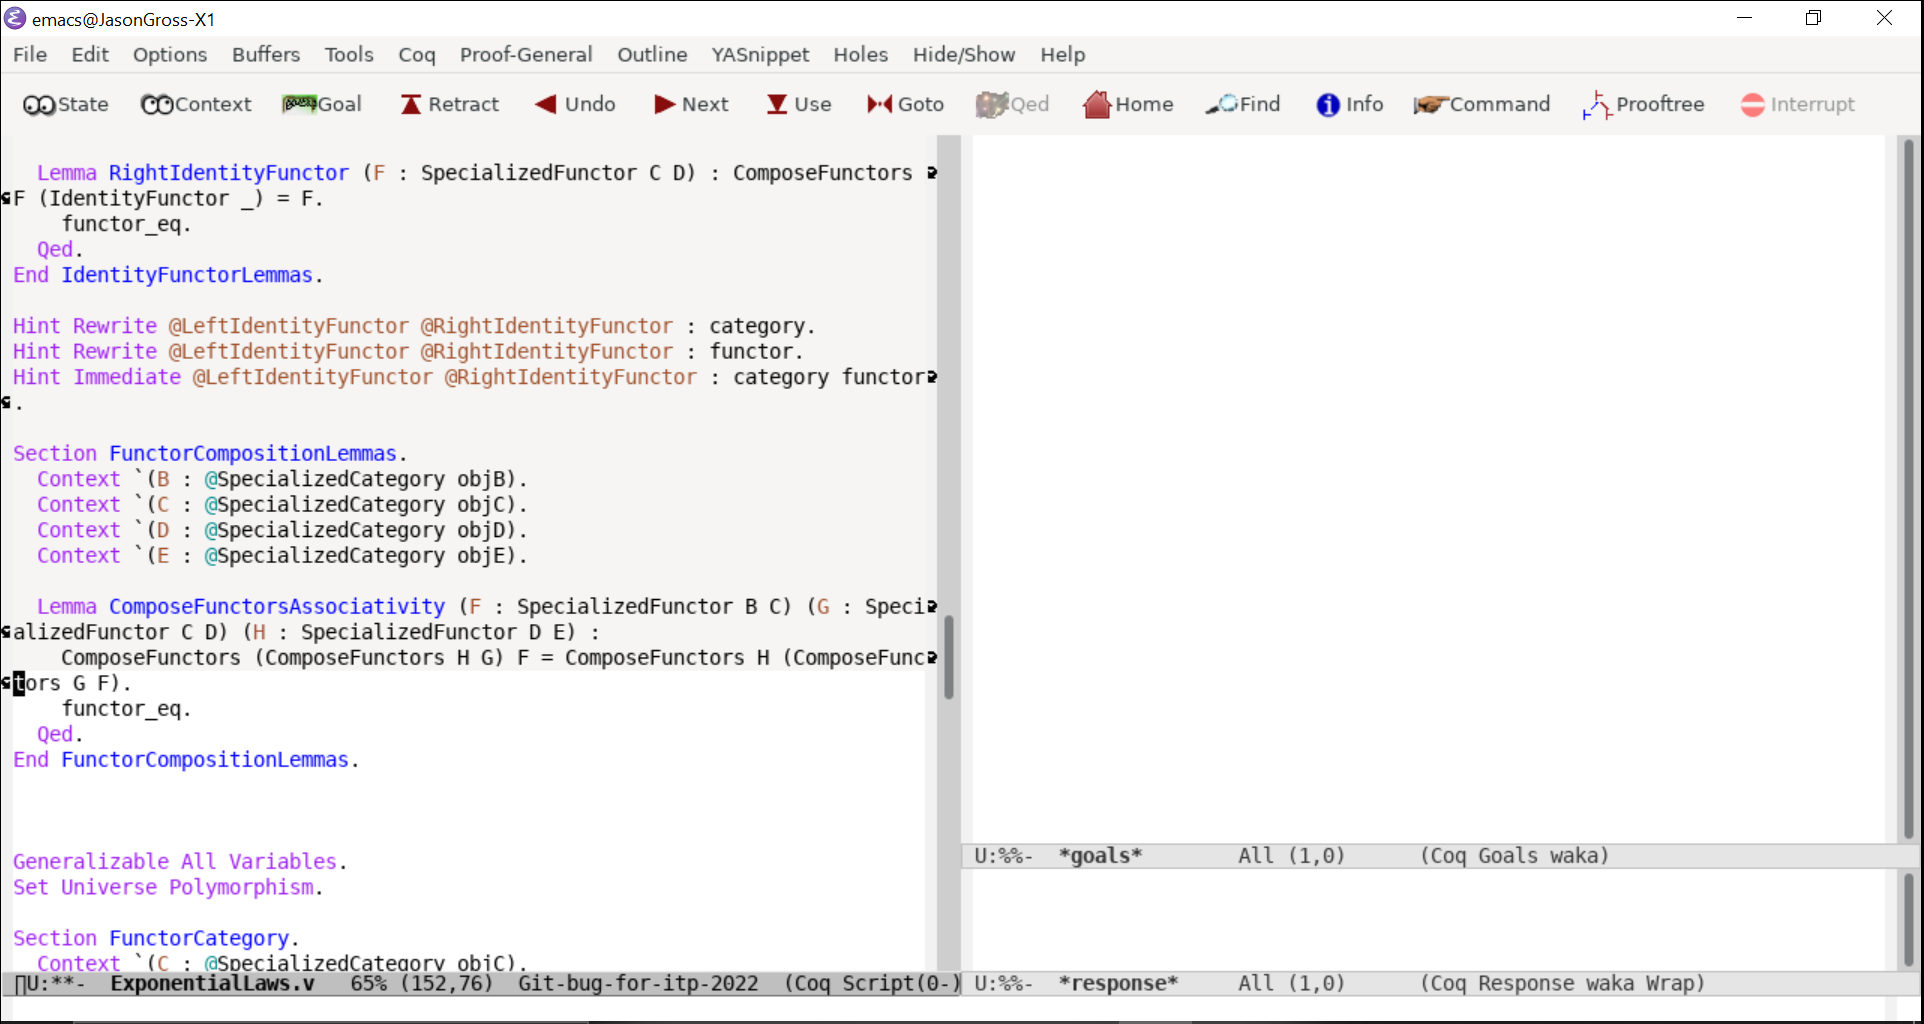 emacs@JasonGross-X1
File Edit Options Buffers Tools Coq Proof-General Outline YASnippet Holes Hide/Show Help
State Context Goal Retract Undo Next Use Goto Qed Home Find Info Command Prooftree Interrupt
Lemma RightIdentityFunctor (F : SpecializedFunctor C D) : ComposeFunctors
F (IdentityFunctor _) = F.
functor_eq.
Qed.
End IdentityFunctorLemmas.
Hint Rewrite @LeftIdentityFunctor @RightIdentityFunctor : category.
Hint Rewrite @LeftIdentityFunctor @RightIdentityFunctor : functor.
Hint Immediate @LeftIdentityFunctor @RightIdentityFunctor : category functor
.
Section FunctorCompositionLemmas.
Context `(B : @SpecializedCategory objB).
Context `(C : @SpecializedCategory objC).
Context `(D : @SpecializedCategory objD).
Context `(E : @SpecializedCategory objE).
Lemma ComposeFunctorsAssociativity (F : SpecializedFunctor B C) (G : Speci
alizedFunctor C D) (H : SpecializedFunctor D E) :
ComposeFunctors (ComposeFunctors H G) F = ComposeFunctors H (ComposeFunc
tors G F).
functor_eq.
Qed.
End FunctorCompositionLemmas.
Generalizable All Variables.
Set Universe Polymorphism.
Section FunctorCategory.
Context `(C : @SpecializedCategory objC).
U:**- ExponentialLaws.v 65% (152,76) Git-bug-for-itp-2022 (Coq Script(0-)
U:%%- *goals* All (1,0) (Coq Goals waka)
U:%%- *response* All (1,0) (Coq Response waka Wrap)